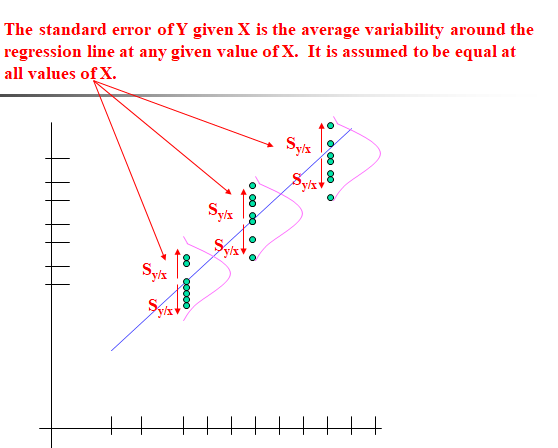 The standard error of Y given X is the average variability around the
regression line at any given value of X. It is assumed to be equal at
all values of X.
Sy/x
Sy/x
Sy/x
Sy/x
Sy/x
Sy/x